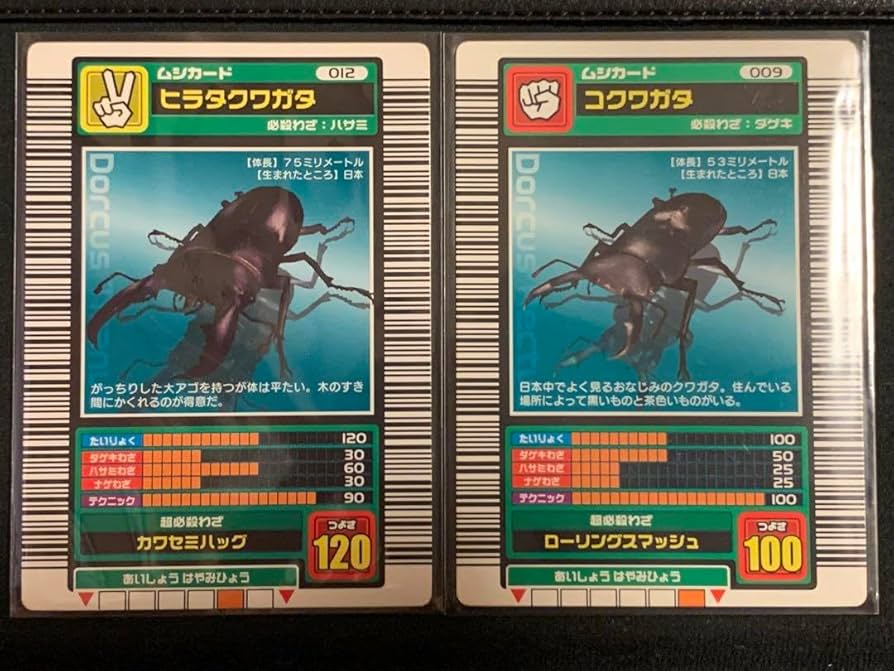 ムシカード 012
ヒラタクワガタ
必殺わざ：ハサミ
【体長】75ミリメートル
【生まれたところ】日本
Dorcus
がっちりした大アゴを持つが体は平たい。木のすき
間にかくれるのが得意だ。
たいりょく 120
ダゲキわざ 30
ハサミわざ 60
ナゲわざ 30
テクニック 90
超必殺わざ
カワセミハッグ
つよさ
120
あいしょう はやみひょう
ムシカード 009
コクワガタ
必殺わざ：ダゲキ
【体長】53ミリメートル
【生まれたところ】日本
Dorcus
日本中でよく見るおなじみのクワガタ。住んでいる
場所によって黒いものと茶色いものがいる。
たいりょく 100
ダゲキわざ 50
ハサミわざ 25
ナゲわざ 25
テクニック 100
超必殺わざ
ローリングスマッシュ
つよさ
100
あいしょう はやみひょう